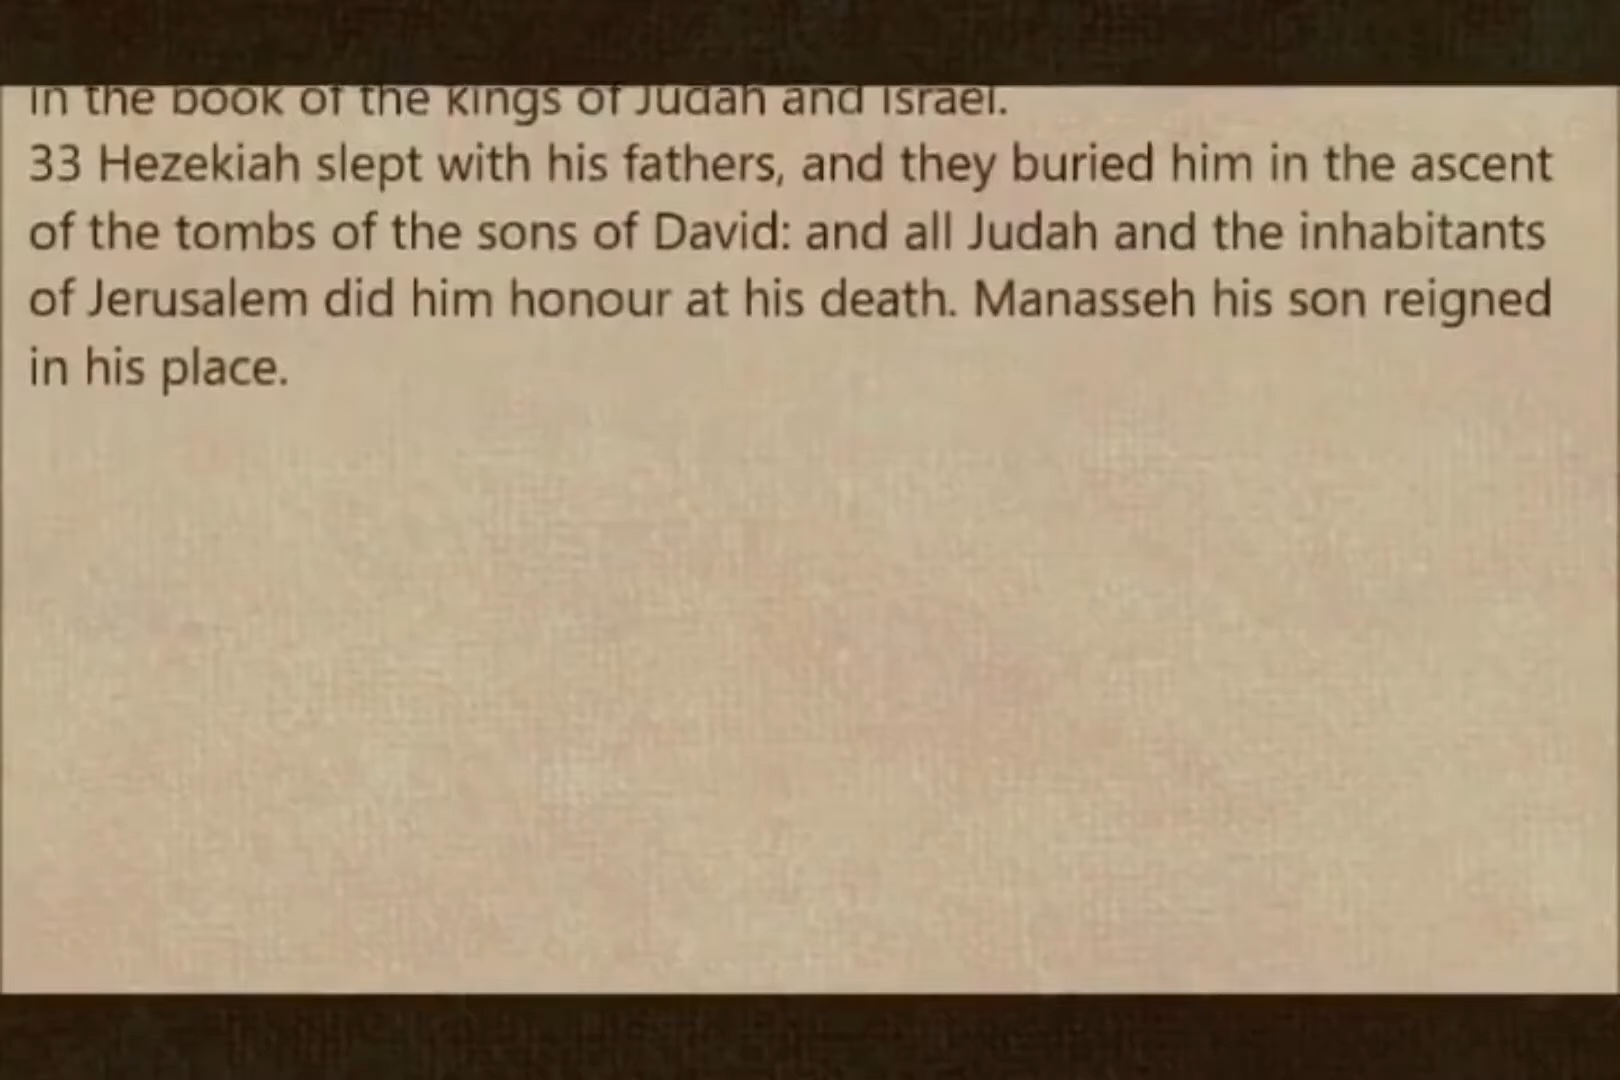 in the book of the kings of Judah and Israel.
33 Hezekiah slept with his fathers, and they buried him in the ascent
of the tombs of the sons of David: and all Judah and the inhabitants
of Jerusalem did him honour at his death. Manasseh his son reigned
in his place.